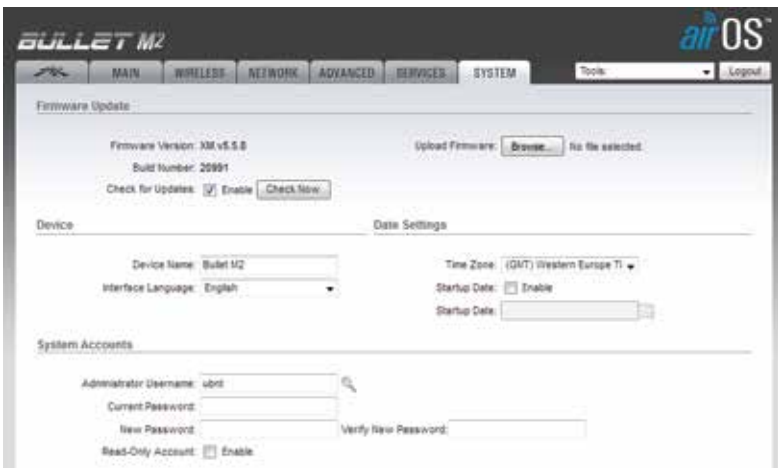 BULLET M2
airOS™
MAIN WIRELESS NETWORK ADVANCED SERVICES SYSTEM Tools: Logout
Firmware Update
Firmware Version: XM.v5.5.8 Upload Firmware: Browse... No file selected.
Build Number: 20991
Check for Updates: Enable Check Now
Device Date Settings
Device Name: Bullet M2 Time Zone: (GMT) Western Europe Ti
Interface Language: English Startup Date: Enable
Startup Date:
System Accounts
Administrator Username: ubnt
Current Password:
New Password: Verify New Password:
Read-Only Account: Enable